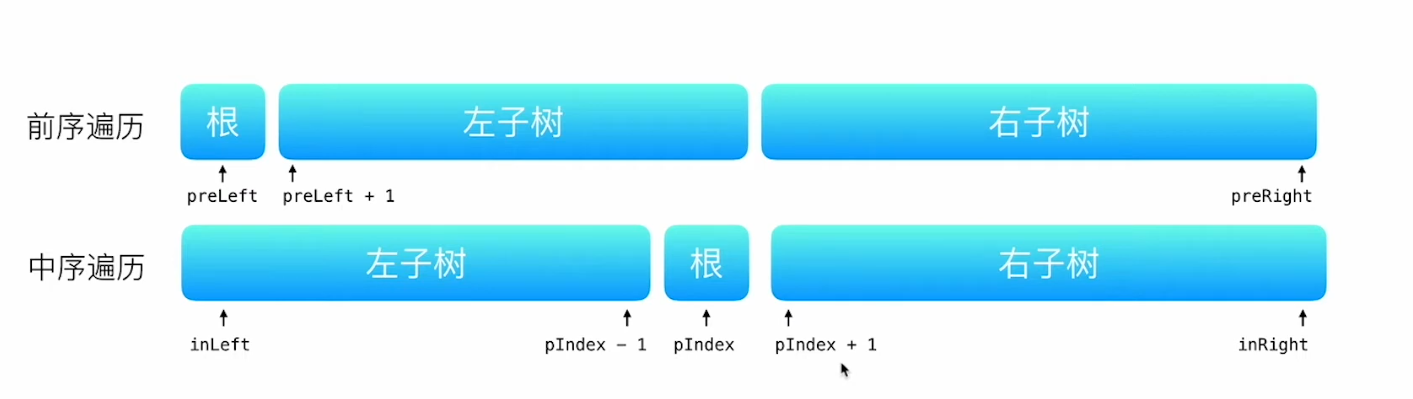 前序遍历 根 左子树 右子树
preLeft preLeft + 1 preRight
中序遍历 左子树 根 右子树
inLeft pIndex - 1 pIndex pIndex + 1 inRight